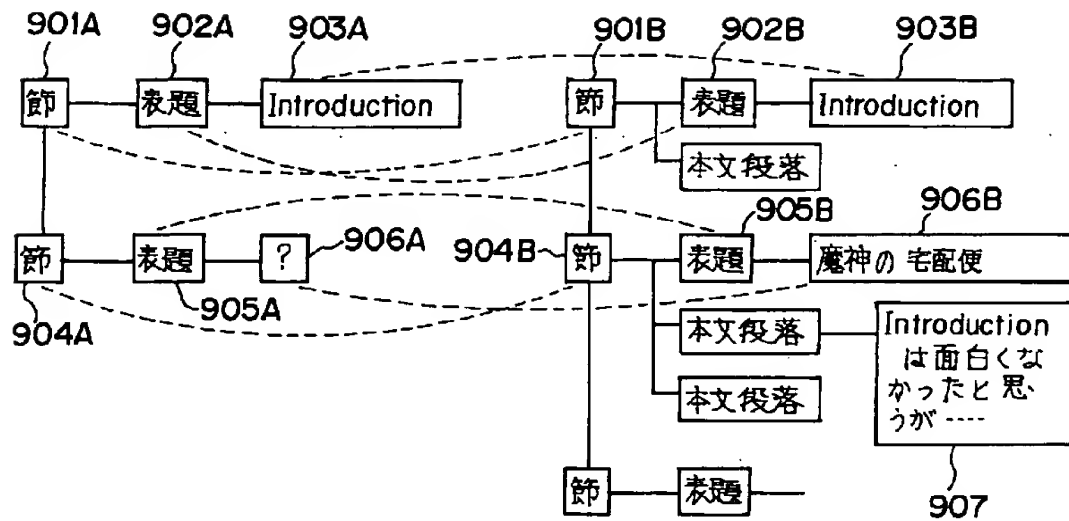 901A 902A 903A 901B 902B 903B
節 表題 Introduction 節 表題 Introduction
本文段落
905B 906B
節 表題 ? 906A 904B 節 表題 魔神の宅配便
904A 905A
本文段落 Introduction
は面白くな
かったと思
うが----
本文段落
節 表題 907